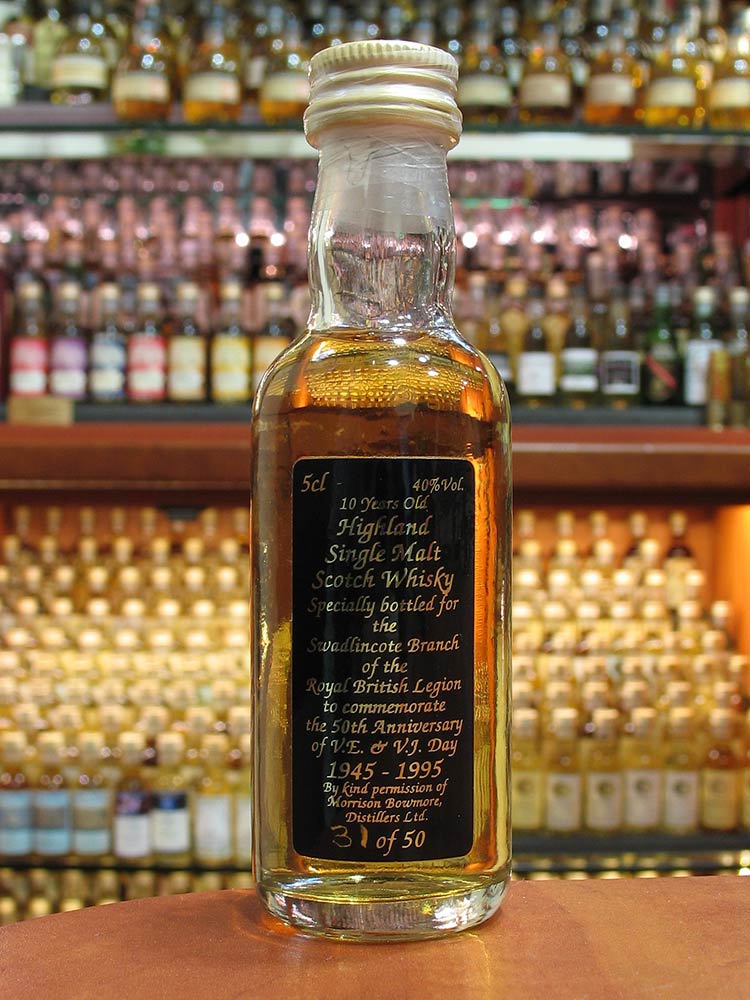 5cl 40%Vol.
10 Years Old
Highland
Single Malt
Scotch Whisky
Specially bottled for
the
Swadlincote Branch
of the
Royal British Legion
to commemorate
the 50th Anniversary
of V.E. & V.J. Day
1945 - 1995
By kind permission of
Morrison Bowmore,
Distillers Ltd.
31 of 50